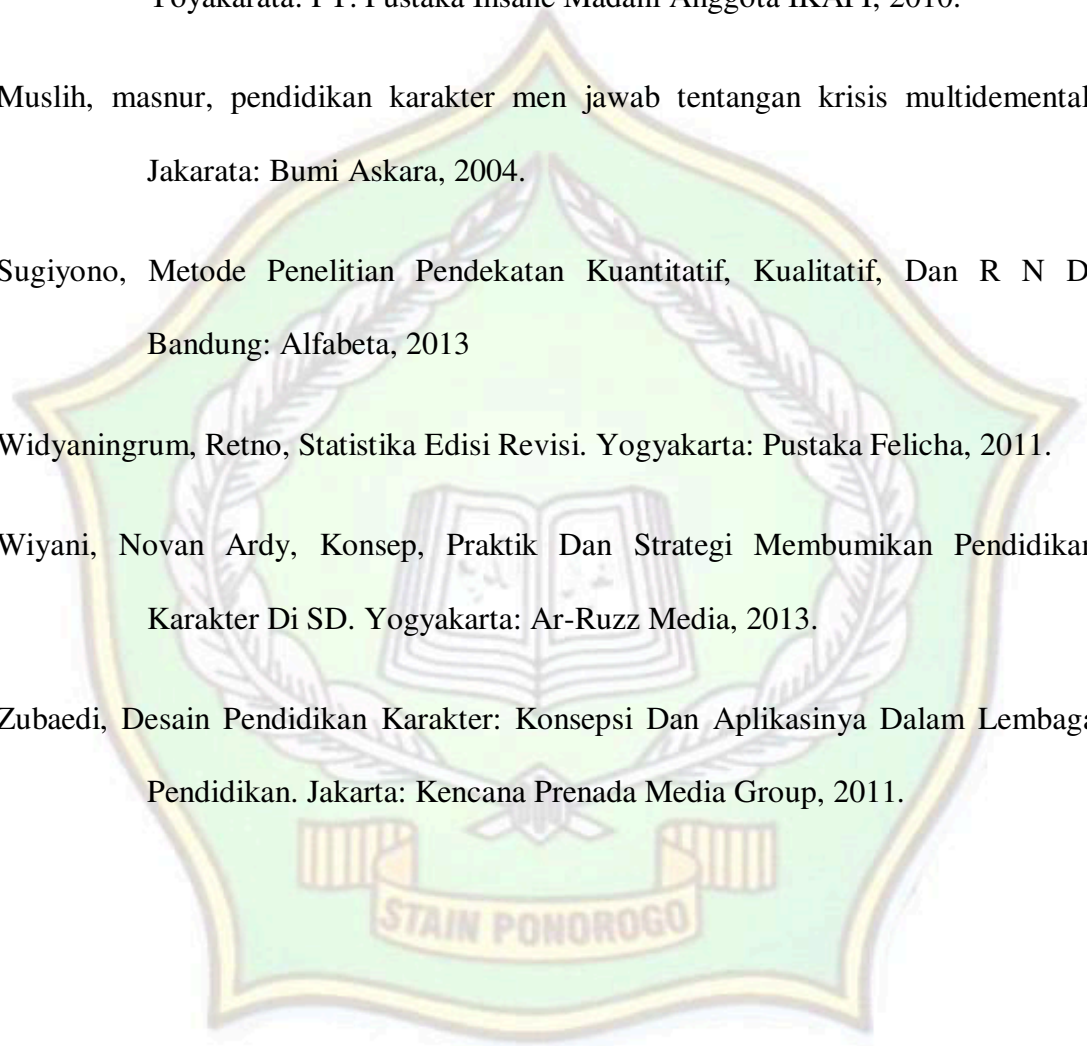 Yoyakarata: PT. Pustaka Insane Madani Anggota IKAPI, 2010.
Muslih, masnur, pendidikan karakter men jawab tentangan krisis multidemental
Jakarata: Bumi Askara, 2004.
Sugiyono, Metode Penelitian Pendekatan Kuantitatif, Kualitatif, Dan R N D
Bandung: Alfabeta, 2013
Widyaningrum, Retno, Statistika Edisi Revisi. Yogyakarta: Pustaka Felicha, 2011.
Wiyani, Novan Ardy, Konsep, Praktik Dan Strategi Membumikan Pendidikan
Karakter Di SD. Yogyakarta: Ar-Ruzz Media, 2013.
Zubaedi, Desain Pendidikan Karakter: Konsepsi Dan Aplikasinya Dalam Lembaga
Pendidikan. Jakarta: Kencana Prenada Media Group, 2011.
STAIN PONOROGO